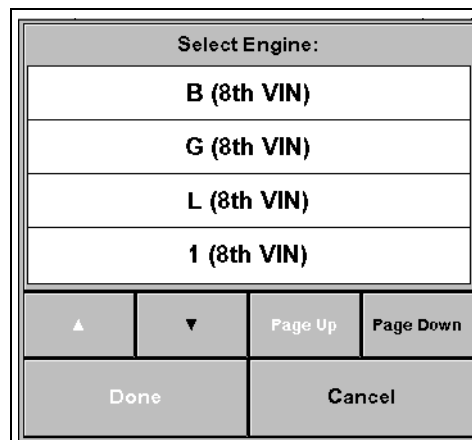 Select Engine:
B (8th VIN)
G (8th VIN)
L (8th VIN)
1 (8th VIN)
▲ ▼ Page Up Page Down
Done Cancel